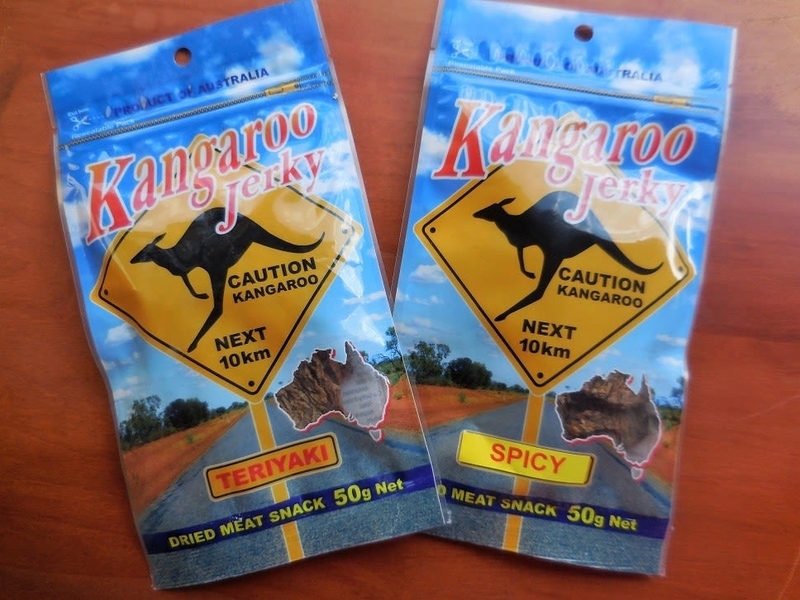 PRODUCT OF AUSTRALIA
Kangaroo
Jerky
CAUTION
KANGAROO
NEXT
10km
TERIYAKI
DRIED MEAT SNACK 50g Net
OF AUSTRALIA
Kangaroo
Jerky
CAUTION
KANGAROO
NEXT
10km
SPICY
D MEAT SNACK 50g Net